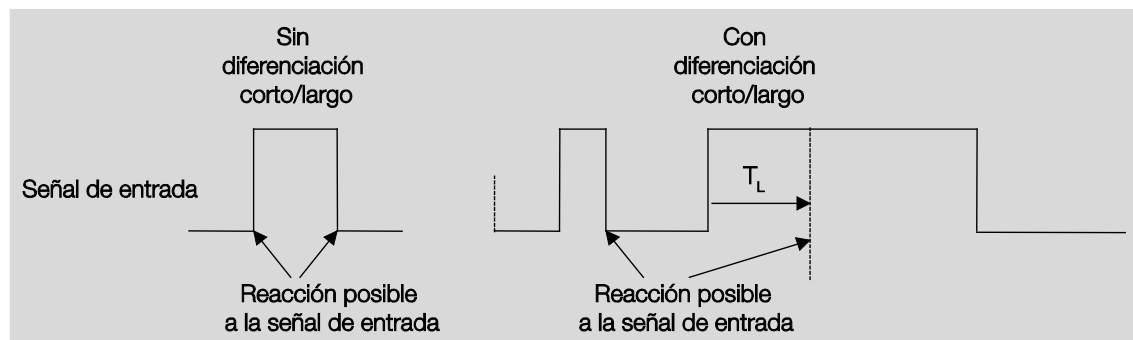 Sin
diferenciación
corto/largo
Con
diferenciación
corto/largo
Señal de entrada
T_L
Reacción posible
a la señal de entrada
Reacción posible
a la señal de entrada